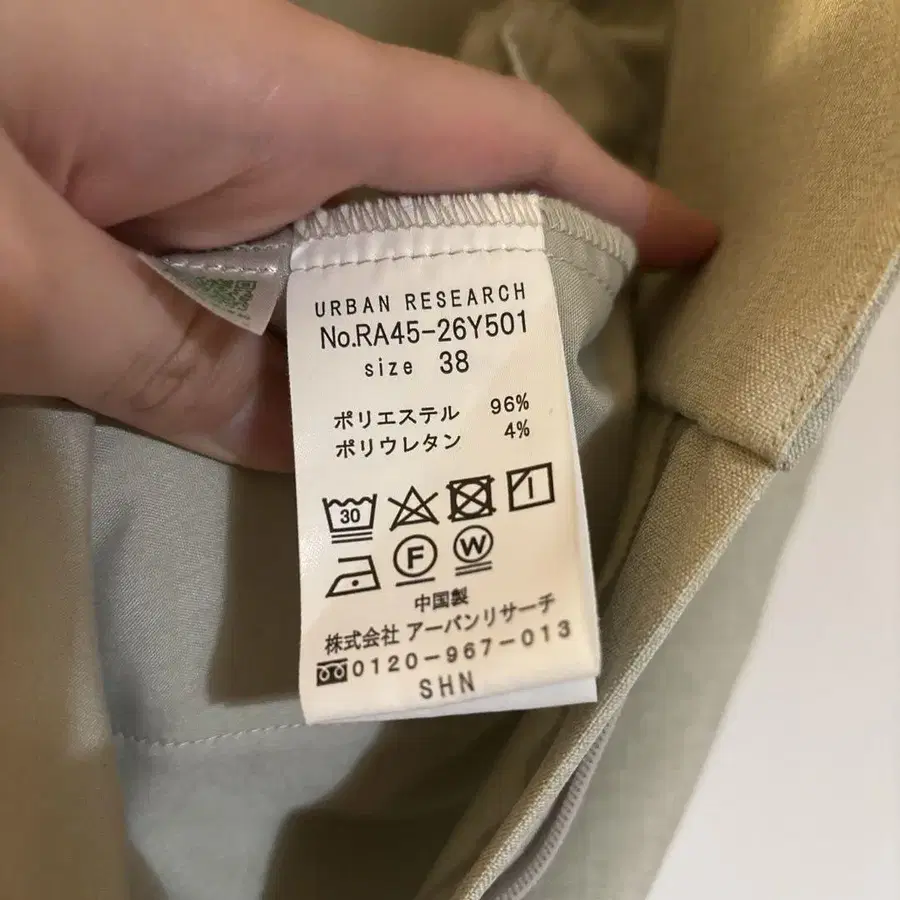 URBAN RESEARCH
No.RA45-26Y501
size 38
ポリエステル 96%
ポリウレタン 4%
30
F W
中国製
株式会社 アーバンリサーチ
0120-967-013
SHN